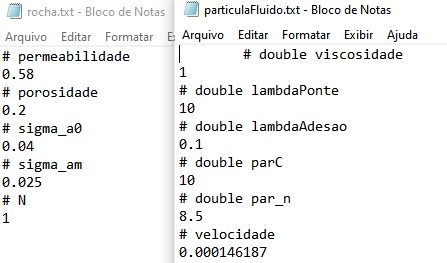 rocha.txt - Bloco de Notas
Arquivo Editar Formatar Ex
# permeabilidade
0.58
# porosidade
0.2
# sigma_a0
0.04
# sigma_am
0.025
# N
1
particulaFluido.txt - Bloco de Notas
Arquivo Editar Formatar Exibir Ajuda
# double viscosidade
1
# double lambdaPonte
10
# double lambdaAdesao
0.1
# double parC
10
# double par_n
8.5
# velocidade
0.000146187